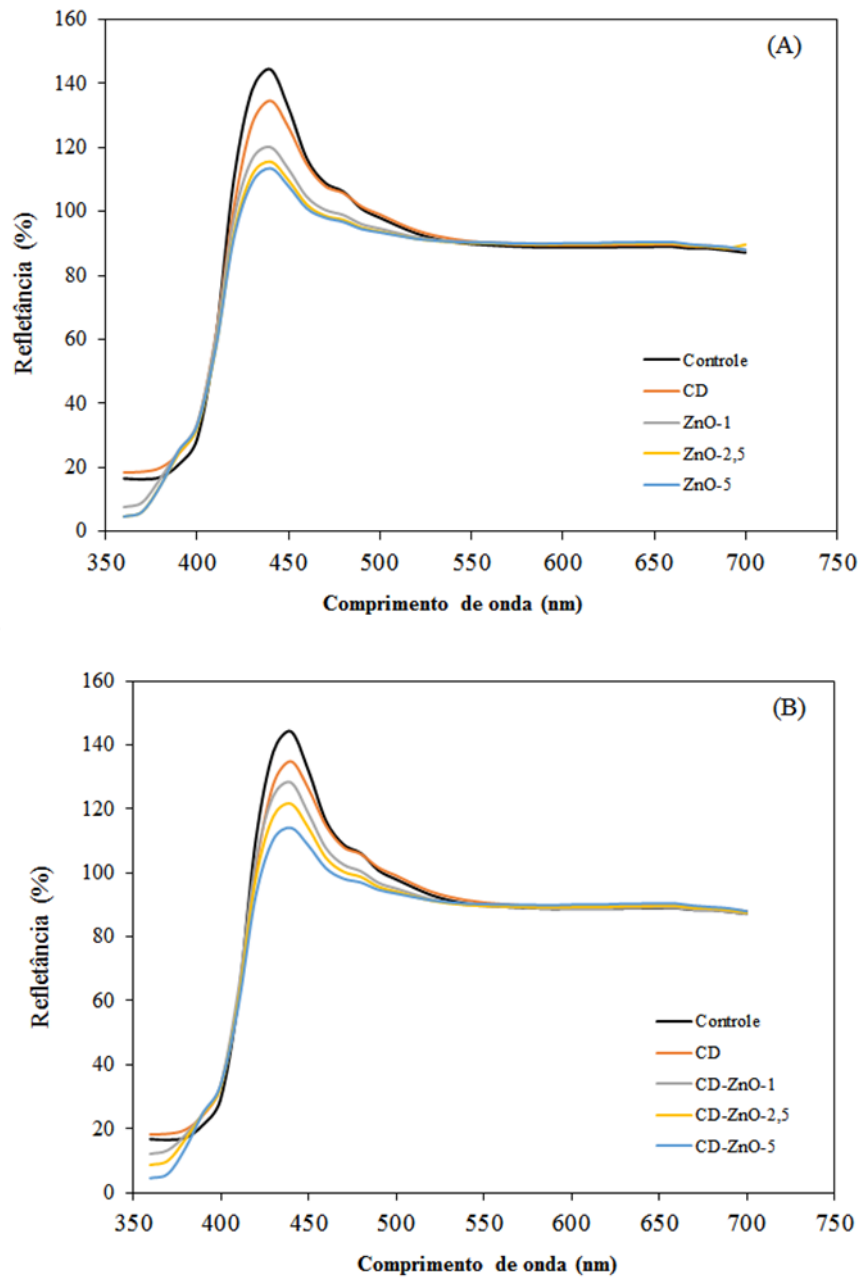 (A)
Refletância (%)
160
140
120
100
80
60
40
20
0
Controle
CD
ZnO-1
ZnO-2,5
ZnO-5
350 400 450 500 550 600 650 700 750
Comprimento de onda (nm)
(B)
Refletância (%)
160
140
120
100
80
60
40
20
0
Controle
CD
CD-ZnO-1
CD-ZnO-2,5
CD-ZnO-5
350 400 450 500 550 600 650 700 750
Comprimento de onda (nm)